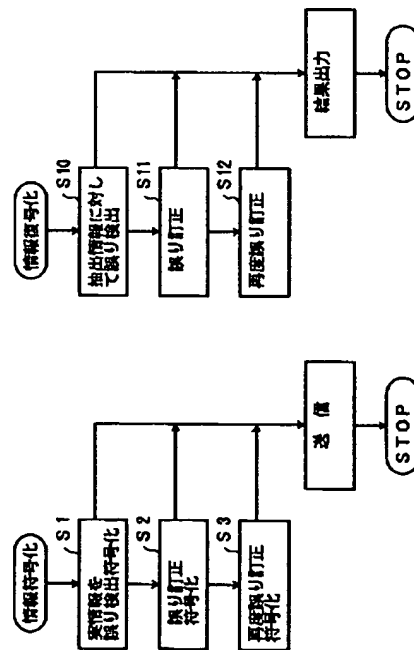 情報符号化
S1
実情報を
誤り検出符号化
S2
誤り訂正
符号化
S3
再度誤り訂正
符号化
送 信
STOP
情報復号化
S10
抽出情報に対し
て誤り検出
S11
誤り訂正
S12
再度誤り訂正
結果出力
STOP